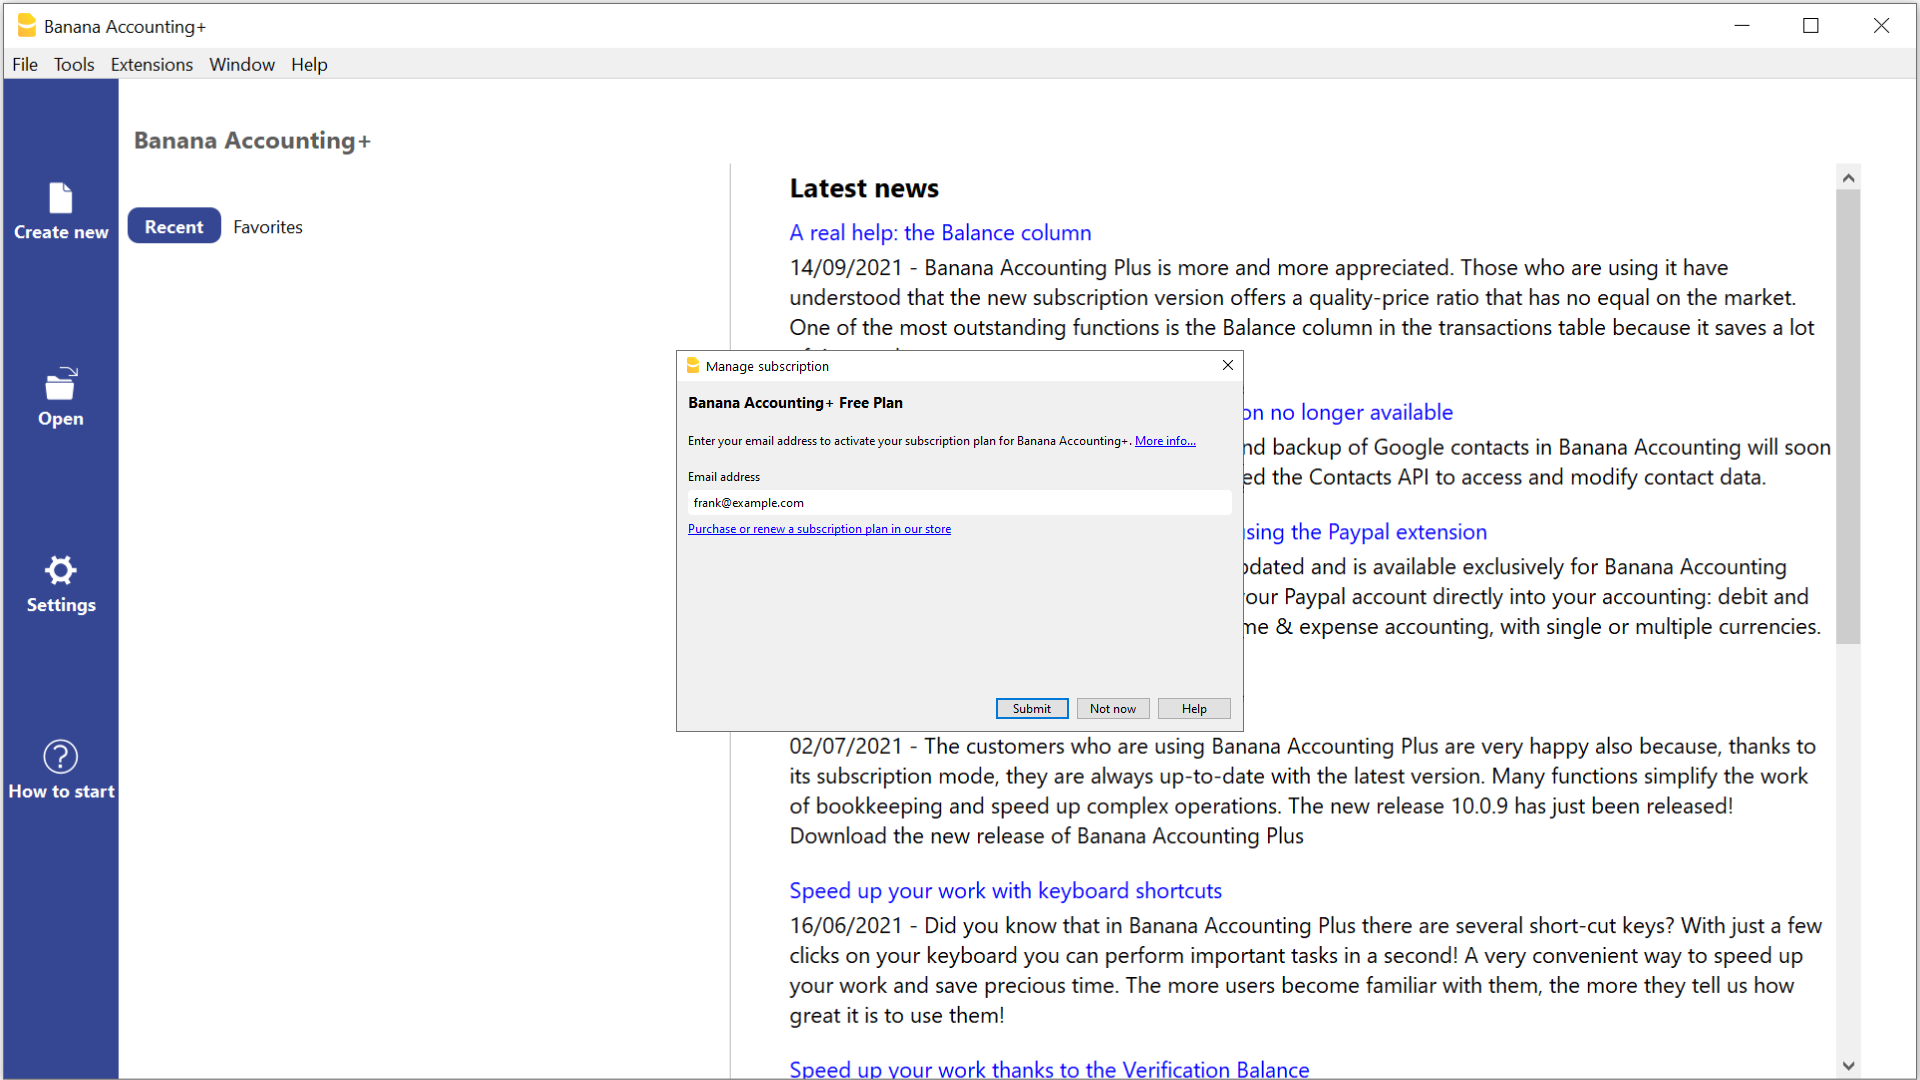 Banana Accounting+
File Tools Extensions Window Help
Banana Accounting+
Create new
Open
Settings
How to start
Recent Favorites
Latest news
A real help: the Balance column
14/09/2021 - Banana Accounting Plus is more and more appreciated. Those who are using it have
understood that the new subscription version offers a quality-price ratio that has no equal on the market.
One of the most outstanding functions is the Balance column in the transactions table because it saves a lot
no longer available
backup of Google contacts in Banana Accounting will soon
the Contacts API to access and modify contact data.
the Paypal extension
and is available exclusively for Banana Accounting
Paypal account directly into your accounting: debit and
& expense accounting, with single or multiple currencies.
Manage subscription
Banana Accounting+ Free Plan
Enter your email address to activate your subscription plan for Banana Accounting+. More info...
Email address
frank@example.com
Purchase or renew a subscription plan in our store
Submit Not now Help
02/07/2021 - The customers who are using Banana Accounting Plus are very happy also because, thanks to
its subscription mode, they are always up-to-date with the latest version. Many functions simplify the work
of bookkeeping and speed up complex operations. The new release 10.0.9 has just been released!
Download the new release of Banana Accounting Plus
Speed up your work with keyboard shortcuts
16/06/2021 - Did you know that in Banana Accounting Plus there are several short-cut keys? With just a few
clicks on your keyboard you can perform important tasks in a second! A very convenient way to speed up
your work and save precious time. The more users become familiar with them, the more they tell us how
great it is to use them!
Speed up your work thanks to the Verification Balance